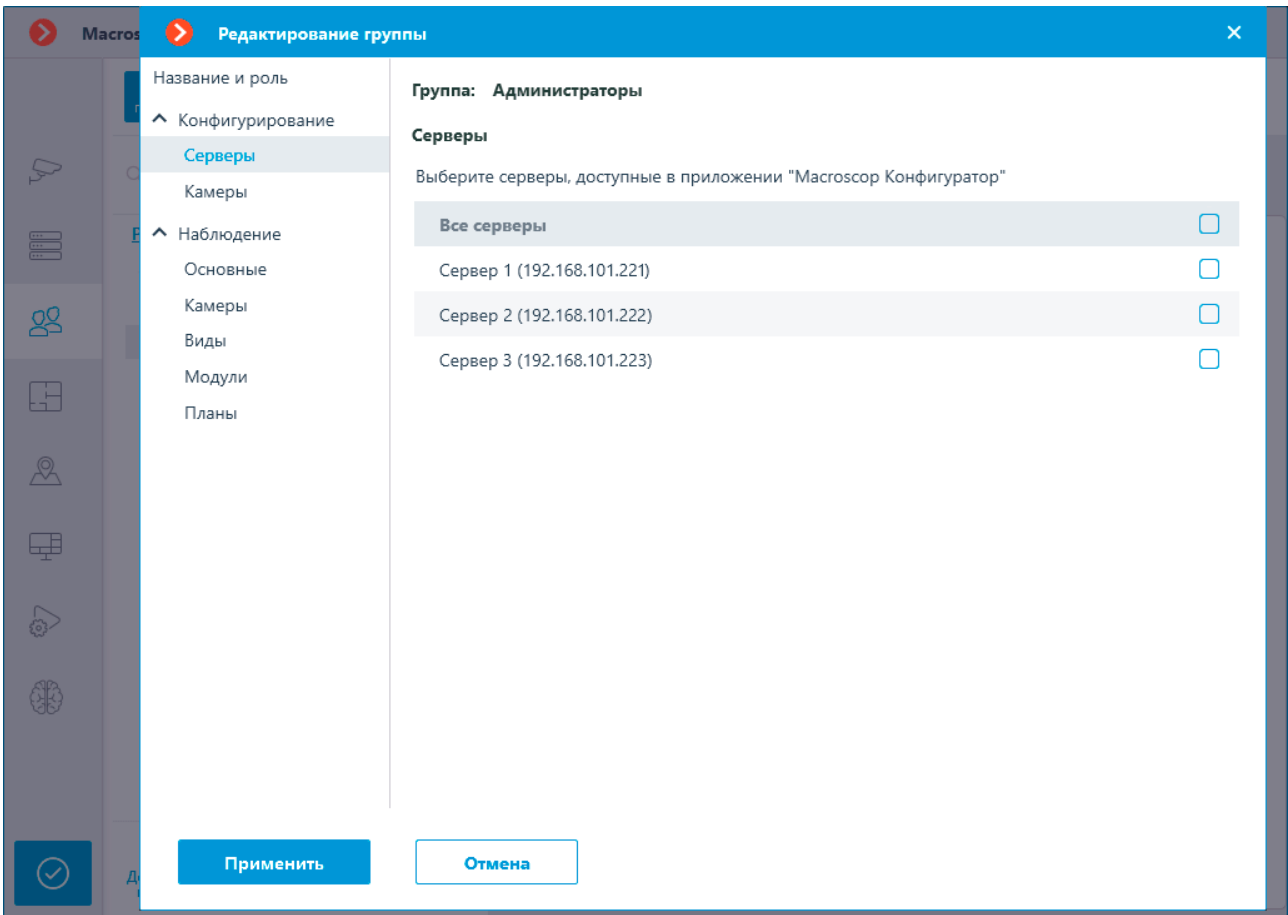 Macros
Редактирование группы
Название и роль
Конфигурирование
Серверы
Камеры
Наблюдение
Основные
Камеры
Виды
Модули
Планы
Группа: Администраторы
Серверы
Выберите серверы, доступные в приложении "Macroscop Конфигуратор"
Все серверы
Сервер 1 (192.168.101.221)
Сервер 2 (192.168.101.222)
Сервер 3 (192.168.101.223)
Применить
Отмена